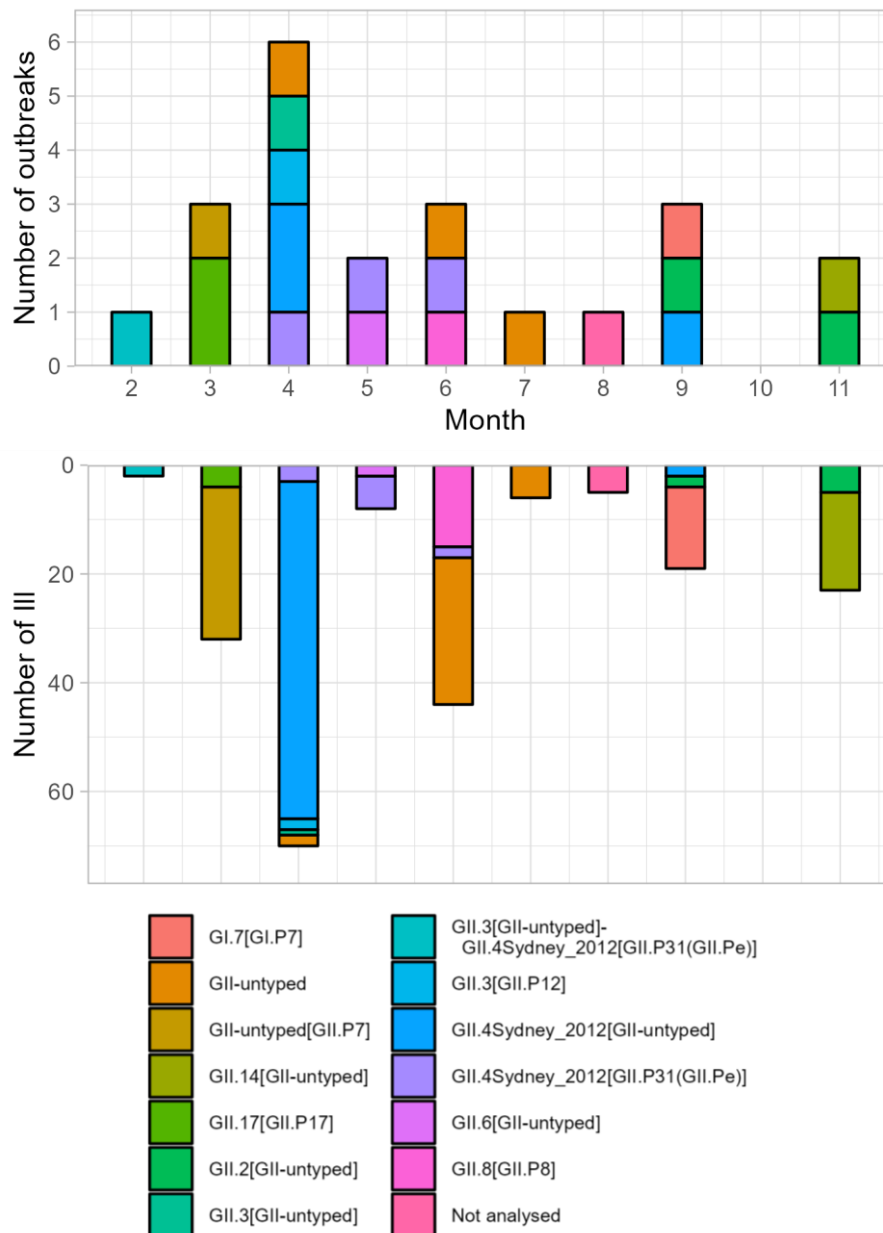 Number of outbreaks
6
5
4
3
2
1
0
2 3 4 5 6 7 8 9 10 11
Month
Number of Ill
0
20
40
60
GI.7[GI.P7]
GII-untyped
GII-untyped[GII.P7]
GII.14[GII-untyped]
GII.17[GII.P17]
GII.2[GII-untyped]
GII.3[GII-untyped]
GII.3[GII-untyped]-
GII.4Sydney_2012[GII.P31(GII.Pe)]
GII.3[GII.P12]
GII.4Sydney_2012[GII-untyped]
GII.4Sydney_2012[GII.P31(GII.Pe)]
GII.6[GII-untyped]
GII.8[GII.P8]
Not analysed